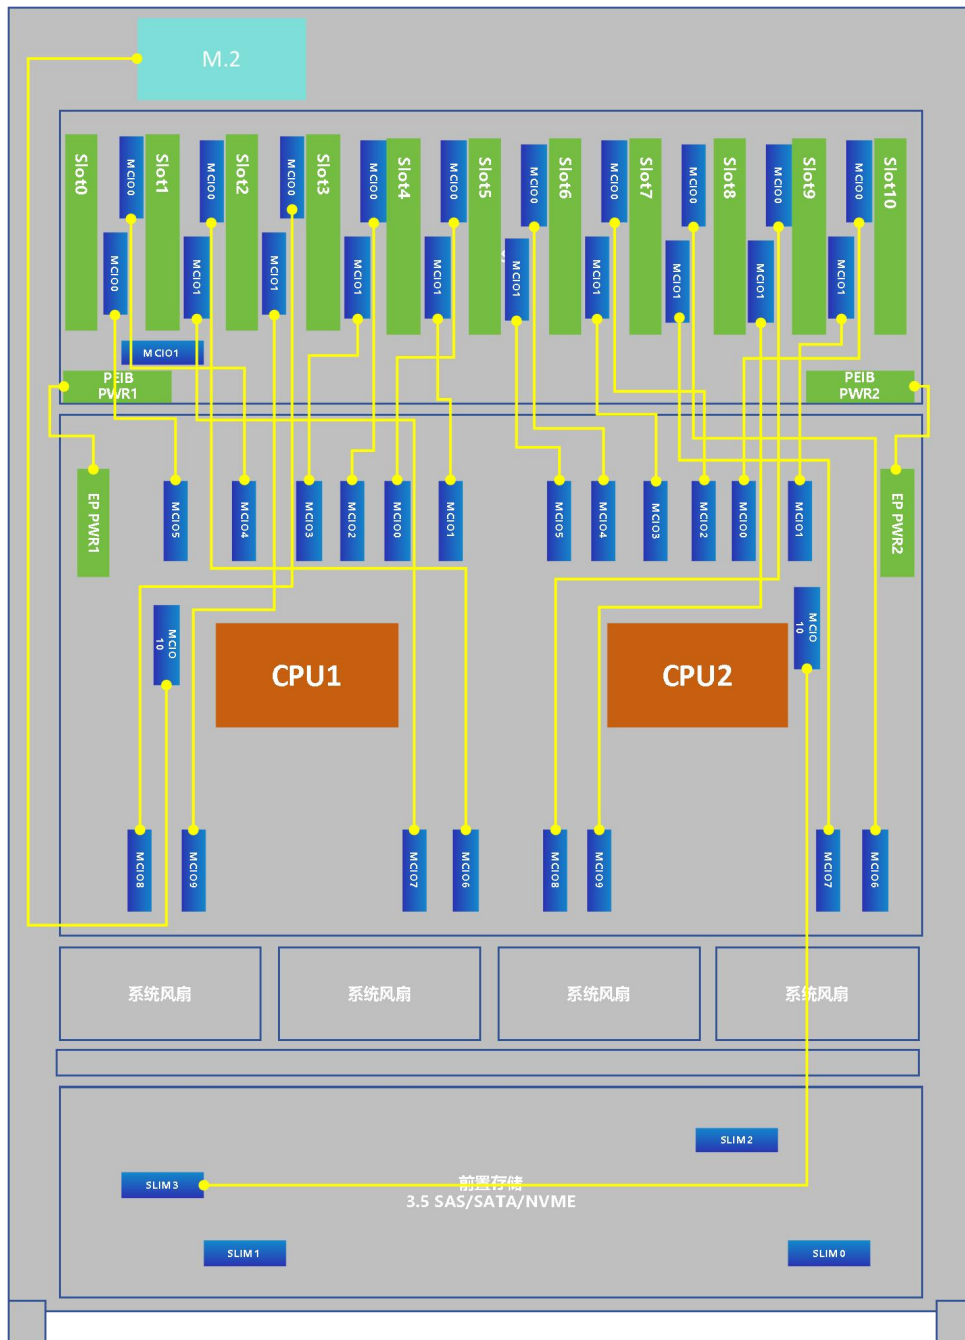 M.2
Slot0
MCIO0
Slot1
MCIO0
Slot2
MCIO0
Slot3
MCIO0
Slot4
MCIO0
Slot5
MCIO0
Slot6
MCIO0
Slot7
MCIO0
Slot8
MCIO0
Slot9
MCIO0
Slot10
MCIO0
MCIO1
MCIO1
MCIO1
MCIO1
MCIO1
MCIO1
MCIO1
MCIO1
MCIO1
MCIO1
PEIB
PWR1
PEIB
PWR2
EP PWR1
MCIO5
MCIO4
MCIO3
MCIO2
MCIO0
MCIO1
MCIO5
MCIO4
MCIO3
MCIO2
MCIO0
MCIO1
EP PWR2
MCIO
10
CPU1
CPU2
MCIO
10
MCIO8
MCIO9
MCIO7
MCIO6
MCIO8
MCIO9
MCIO7
MCIO6
系统风扇
系统风扇
系统风扇
系统风扇
SLIM2
SLIM3
前置存储
3.5 SAS/SATA/NVME
SLIM1
SLIM0